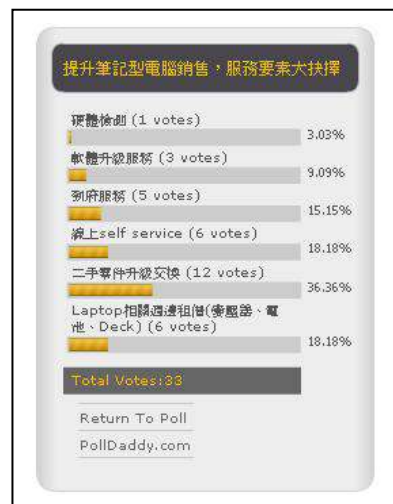 提升筆記型電腦銷售，服務要素大抉擇
硬體檢測 (1 votes)
3.03%
軟體升級服務 (3 votes)
9.09%
到府服務 (5 votes)
15.15%
線上self service (6 votes)
18.18%
二手零件升級交換 (12 votes)
36.36%
Laptop相關週邊租借(變壓器、電
池、Deck) (6 votes)
18.18%
Total Votes:33
Return To Poll
PollDaddy.com